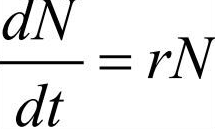 dN/dt = rN